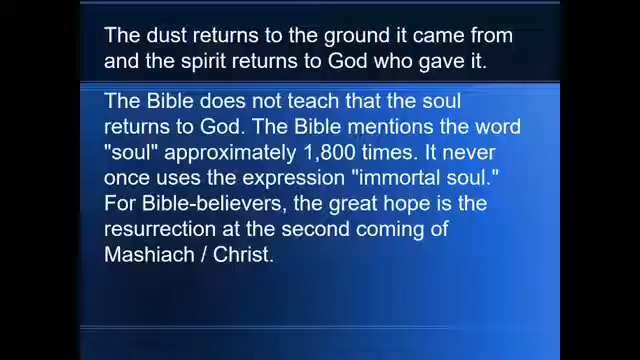 The dust returns to the ground it came from
and the spirit returns to God who gave it.
The Bible does not teach that the soul
returns to God. The Bible mentions the word
"soul" approximately 1,800 times. It never
once uses the expression "immortal soul."
For Bible-believers, the great hope is the
resurrection at the second coming of
Mashiach / Christ.